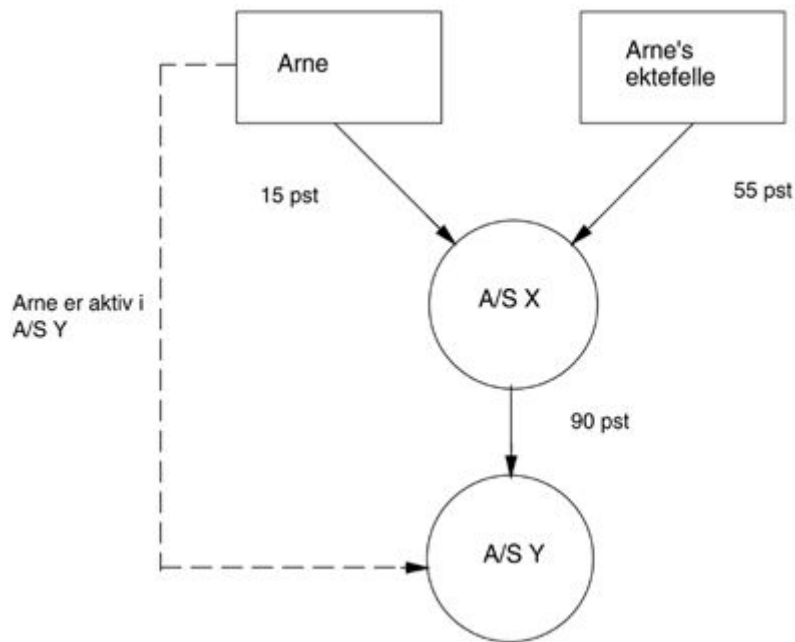 Arne
Arne's
ektefelle
15 pst
55 pst
A/S X
Arne er aktiv i
A/S Y
90 pst
A/S Y